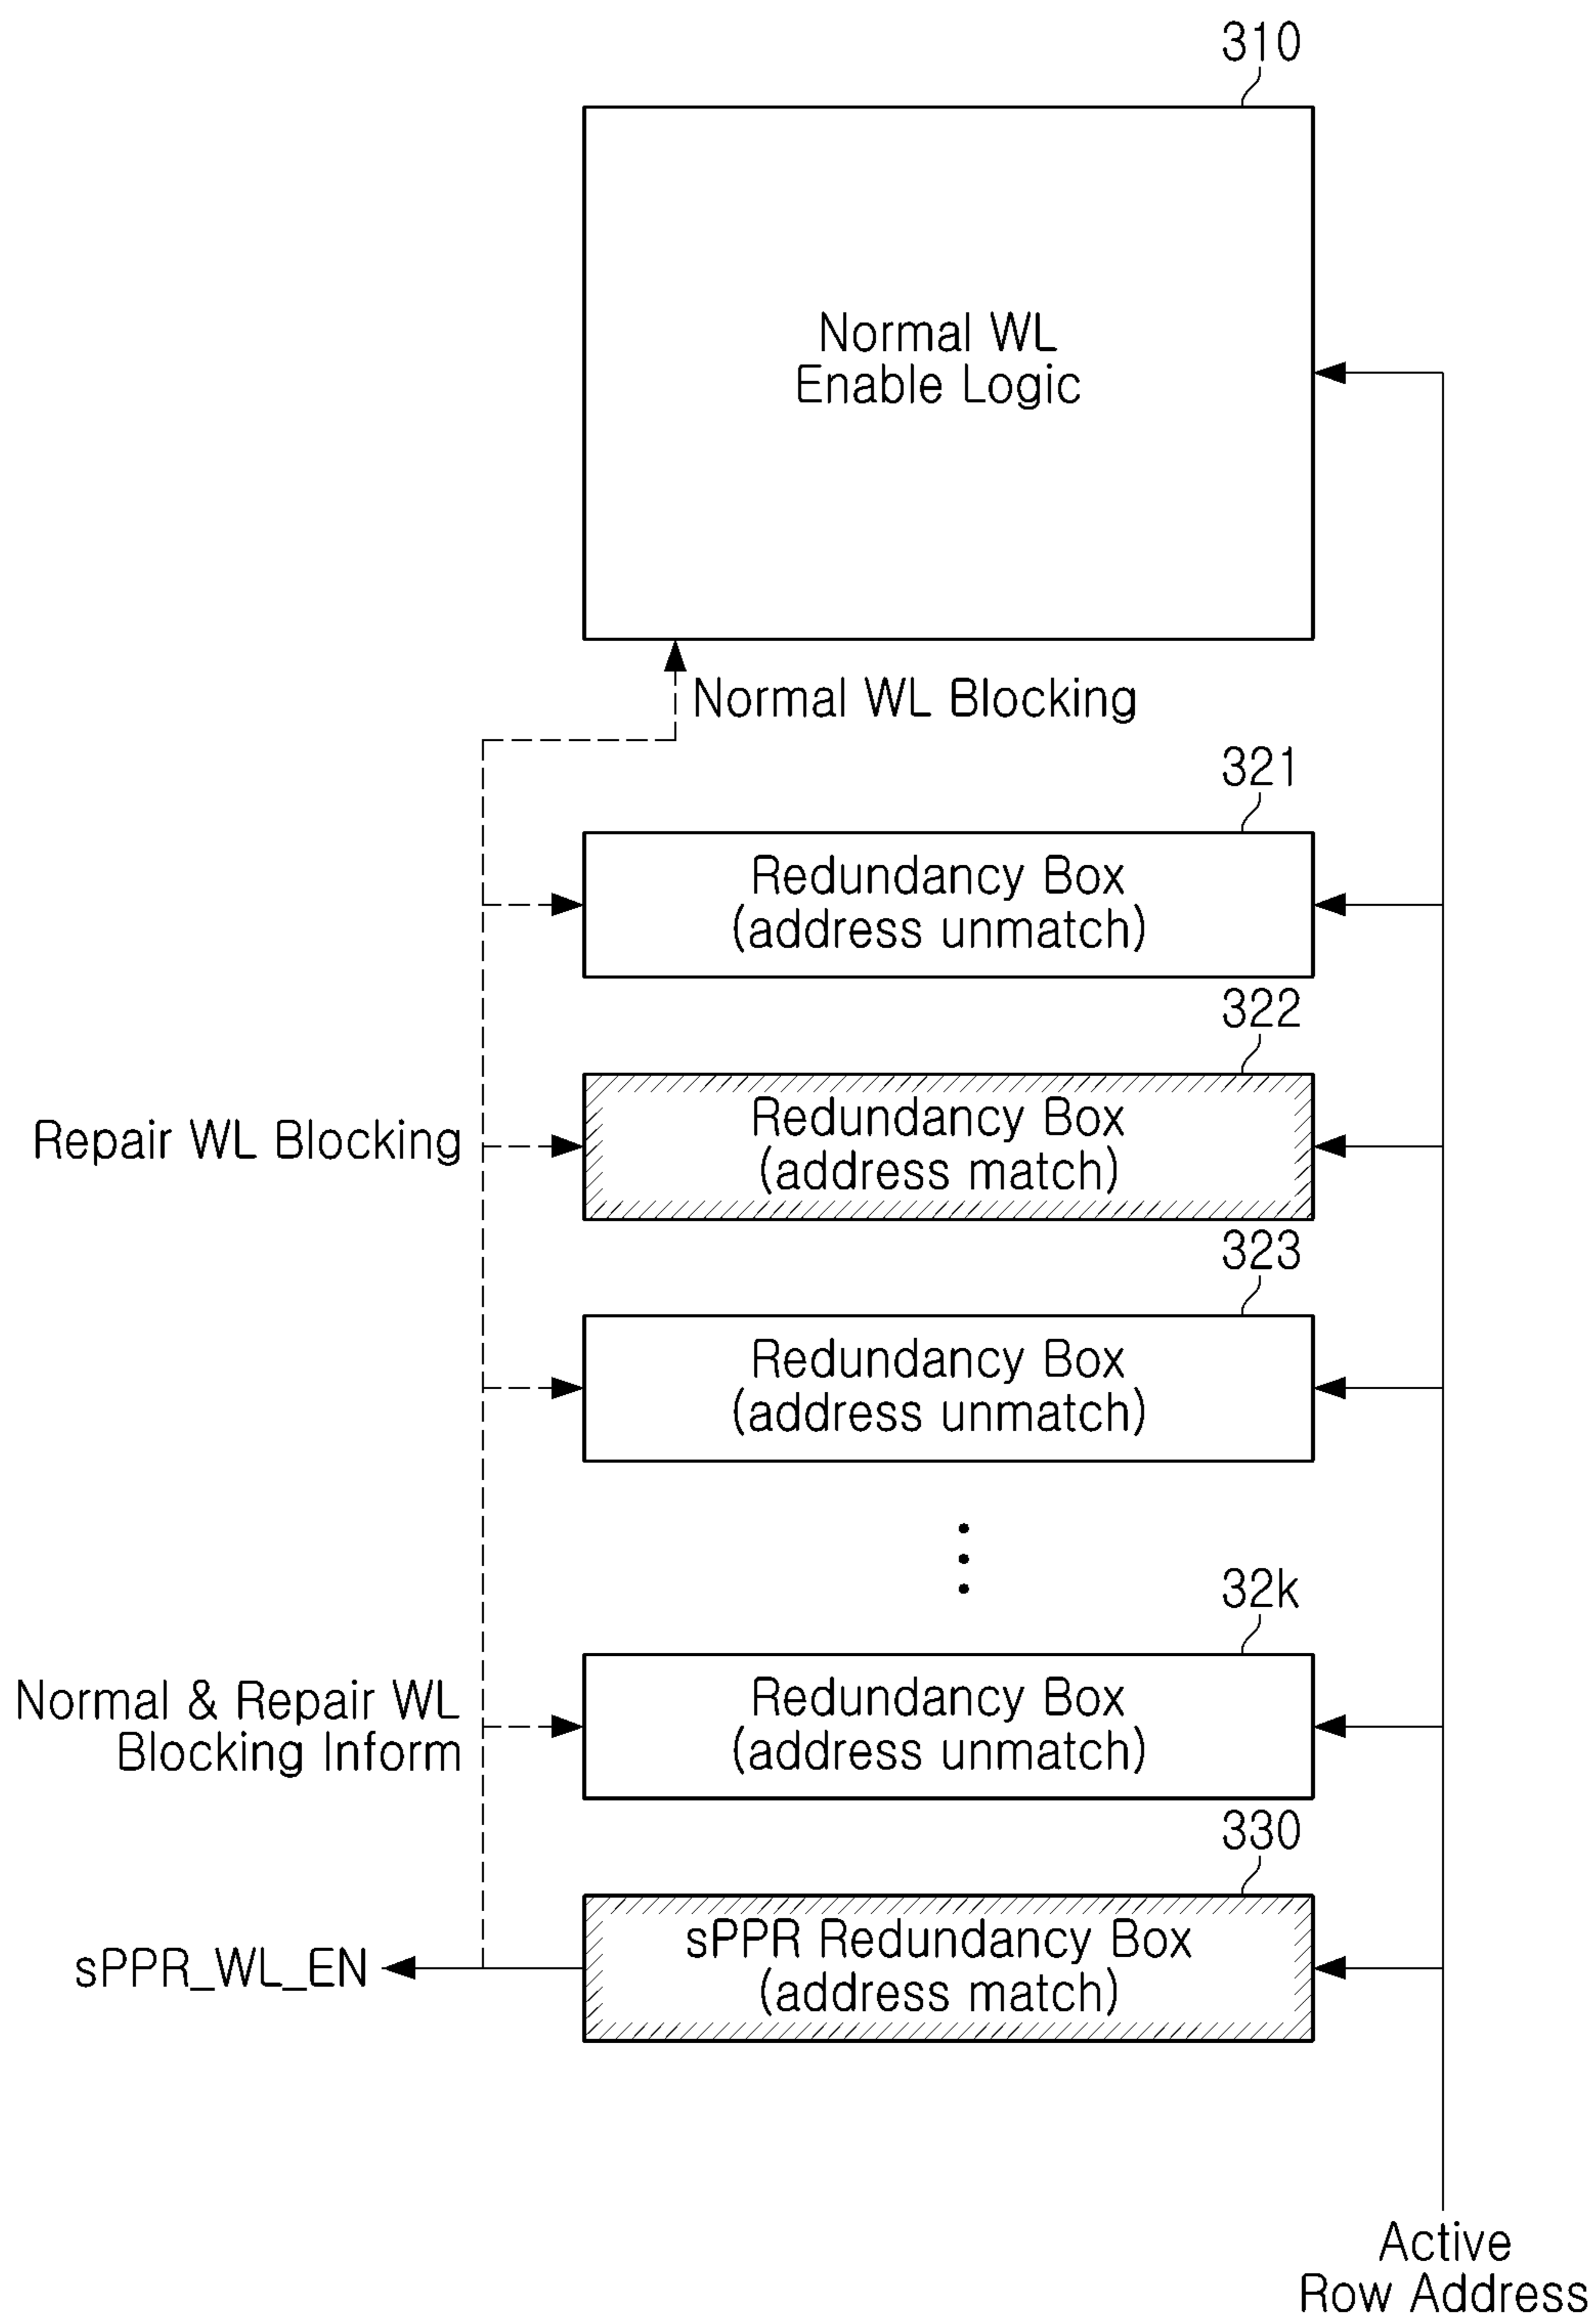 310
Normal WL
Enable Logic
Normal WL Blocking
321
Redundancy Box
(address unmatch)
322
Repair WL Blocking
Redundancy Box
(address match)
323
Redundancy Box
(address unmatch)
32k
Normal & Repair WL
Blocking Inform
Redundancy Box
(address unmatch)
330
sPPR_WL_EN
sPPR Redundancy Box
(address match)
Active
Row Address